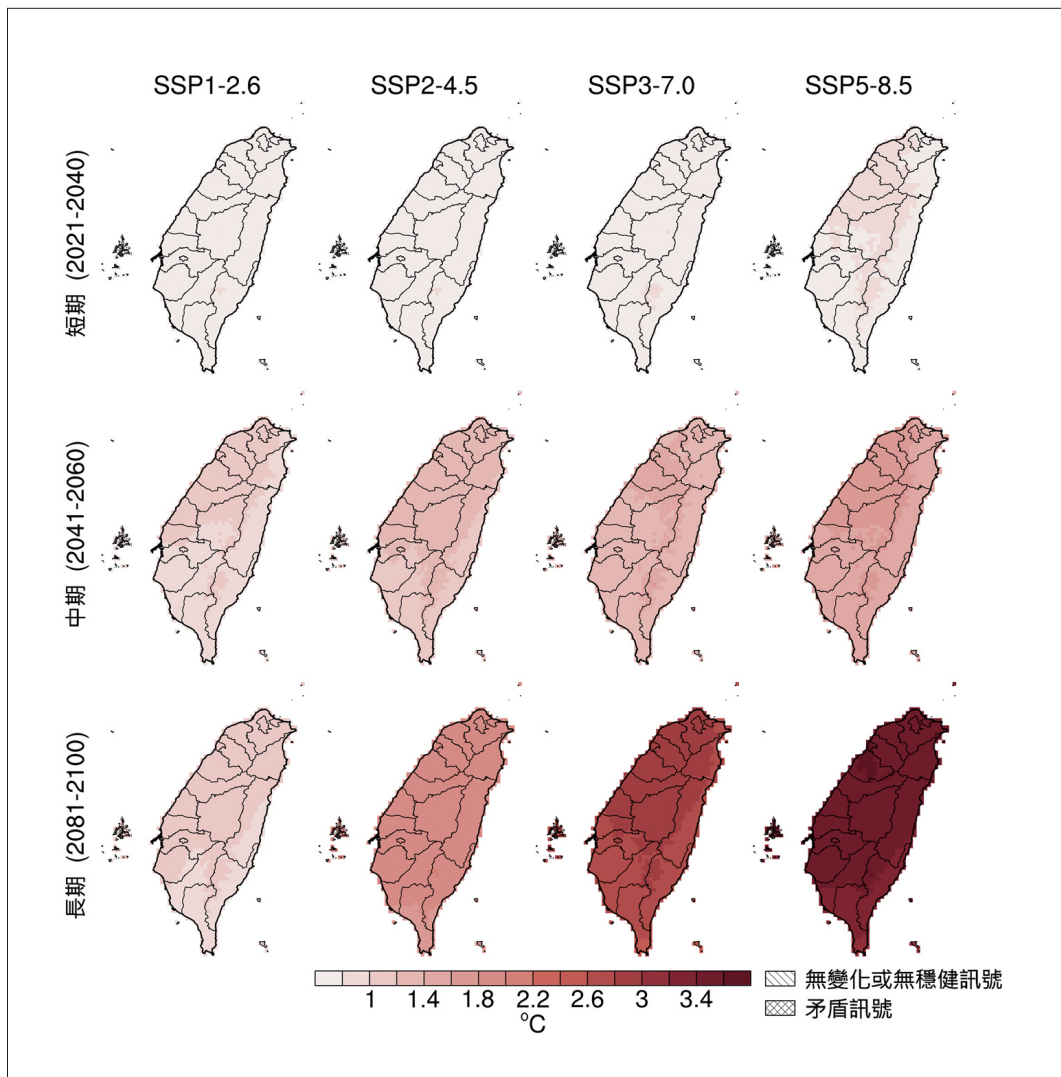 SSP1-2.6
SSP2-4.5
SSP3-7.0
SSP5-8.5
短期 (2021-2040)
中期 (2041-2060)
長期 (2081-2100)
1 1.4 1.8 2.2 2.6 3 3.4
°C
無變化或無穩健訊號
矛盾訊號